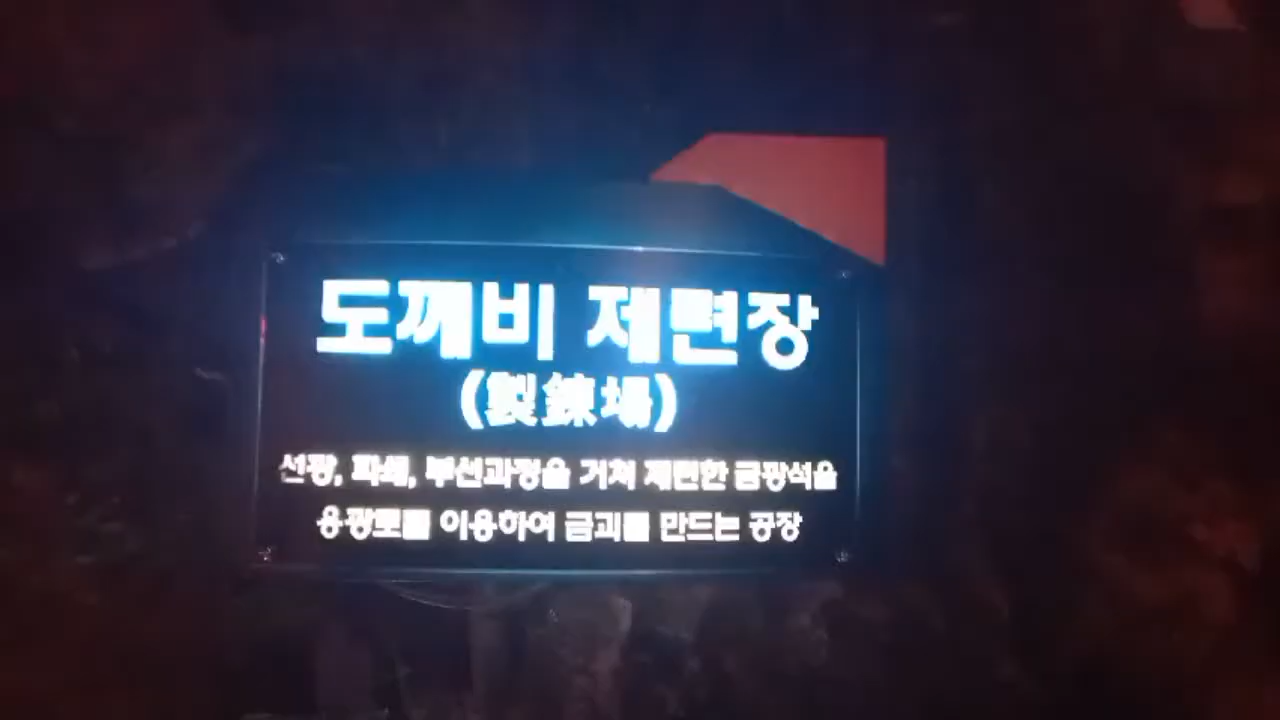 도깨비 제련장
(製鍊場)
선광, 파쇄, 부선과정을 거쳐 제련한 금광석을
용광로를 이용하여 금괴를 만드는 공장